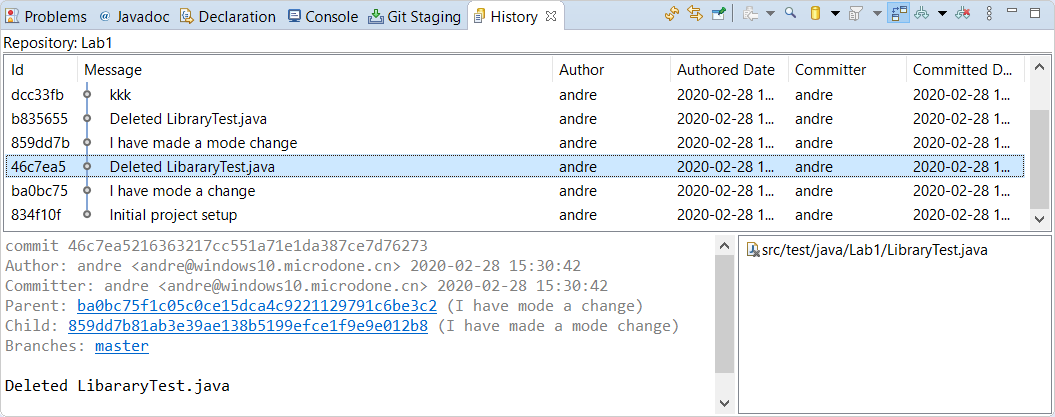 Problems @ Javadoc Declaration Console Git Staging History
Repository: Lab1
Id Message Author Authored Date Committer Committed D...
dcc33fb kkk andre 2020-02-28 1... andre 2020-02-28 1...
b835655 Deleted LibraryTest.java andre 2020-02-28 1... andre 2020-02-28 1...
859dd7b I have made a mode change andre 2020-02-28 1... andre 2020-02-28 1...
46c7ea5 Deleted LibararyTest.java andre 2020-02-28 1... andre 2020-02-28 1...
ba0bc75 I have mode a change andre 2020-02-28 1... andre 2020-02-28 1...
834f10f Initial project setup andre 2020-02-28 1... andre 2020-02-28 1...
commit 46c7ea5216363217cc551a71e1da387ce7d76273
Author: andre <andre@windows10.microdone.cn> 2020-02-28 15:30:42
Committer: andre <andre@windows10.microdone.cn> 2020-02-28 15:30:42
Parent: ba0bc75f1c05c0ce15dca4c9221129791c6be3c2 (I have mode a change)
Child: 859dd7b81ab3e39ae138b5199efce1f9e9e012b8 (I have made a mode change)
Branches: master
Deleted LibararyTest.java
src/test/java/Lab1/LibraryTest.java